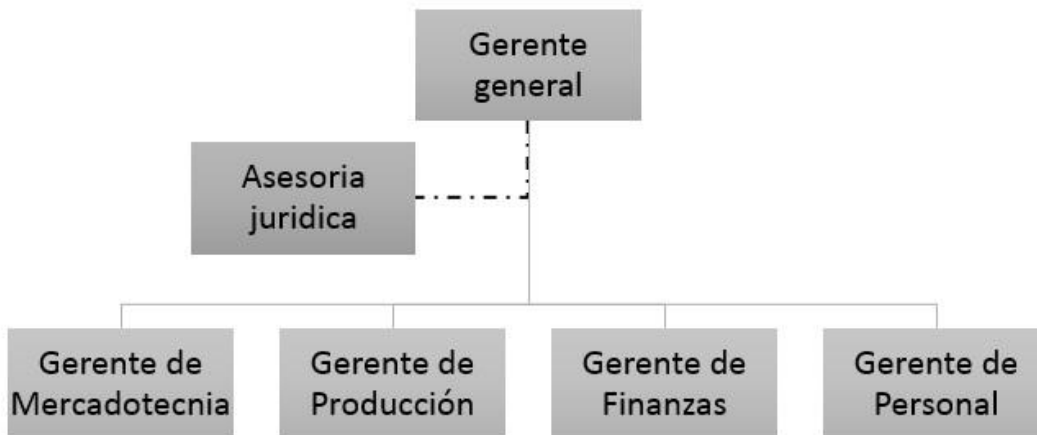 Gerente
general
Asesoria
juridica
Gerente de
Mercadotecnia
Gerente de
Producción
Gerente de
Finanzas
Gerente de
Personal